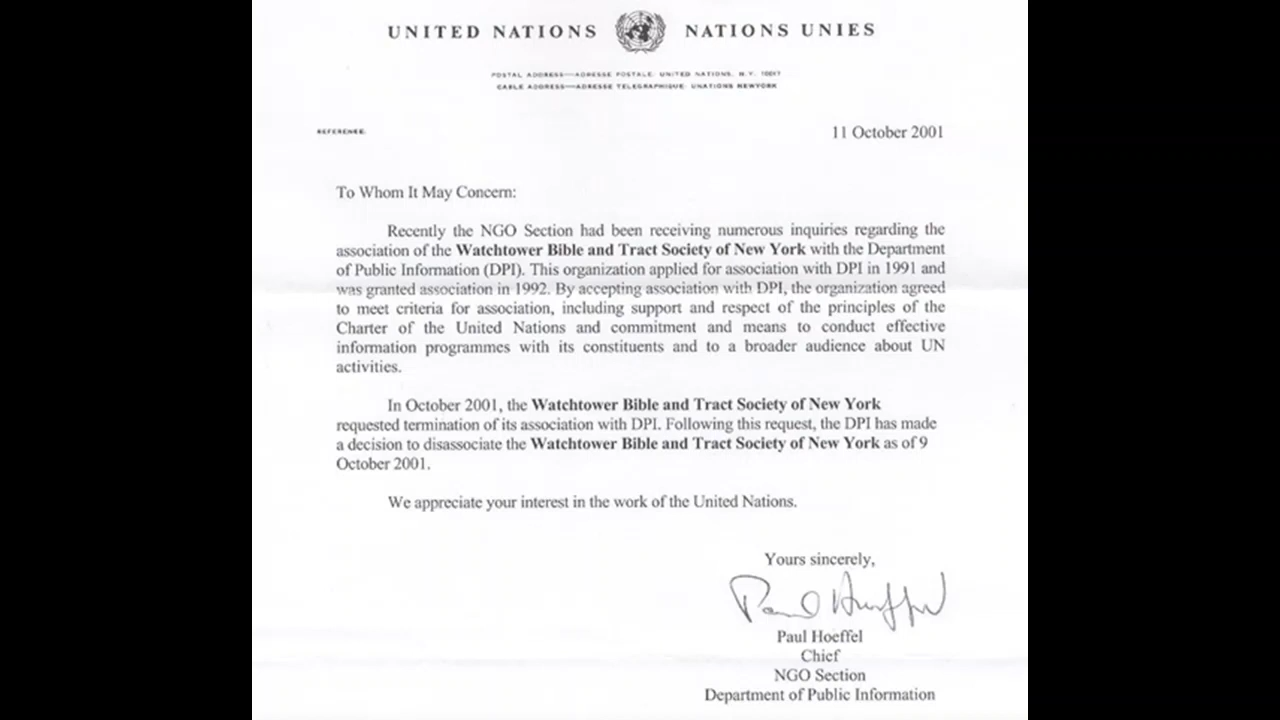 UNITED NATIONS NATIONS UNIES
POSTAL ADDRESS—ADRESSE POSTALE: UNITED NATIONS, N.Y. 10017
CABLE ADDRESS—ADRESSE TELEGRAPHIQUE: UNATIONS NEWYORK
REFERENCE:
11 October 2001
To Whom It May Concern:
Recently the NGO Section had been receiving numerous inquiries regarding the
association of the Watchtower Bible and Tract Society of New York with the Department
of Public Information (DPI). This organization applied for association with DPI in 1991 and
was granted association in 1992. By accepting association with DPI, the organization agreed
to meet criteria for association, including support and respect of the principles of the
Charter of the United Nations and commitment and means to conduct effective
information programmes with its constituents and to a broader audience about UN
activities.
In October 2001, the Watchtower Bible and Tract Society of New York
requested termination of its association with DPI. Following this request, the DPI has made
a decision to disassociate the Watchtower Bible and Tract Society of New York as of 9
October 2001.
We appreciate your interest in the work of the United Nations.
Yours sincerely,
Paul Hoeffel
Paul Hoeffel
Chief
NGO Section
Department of Public Information